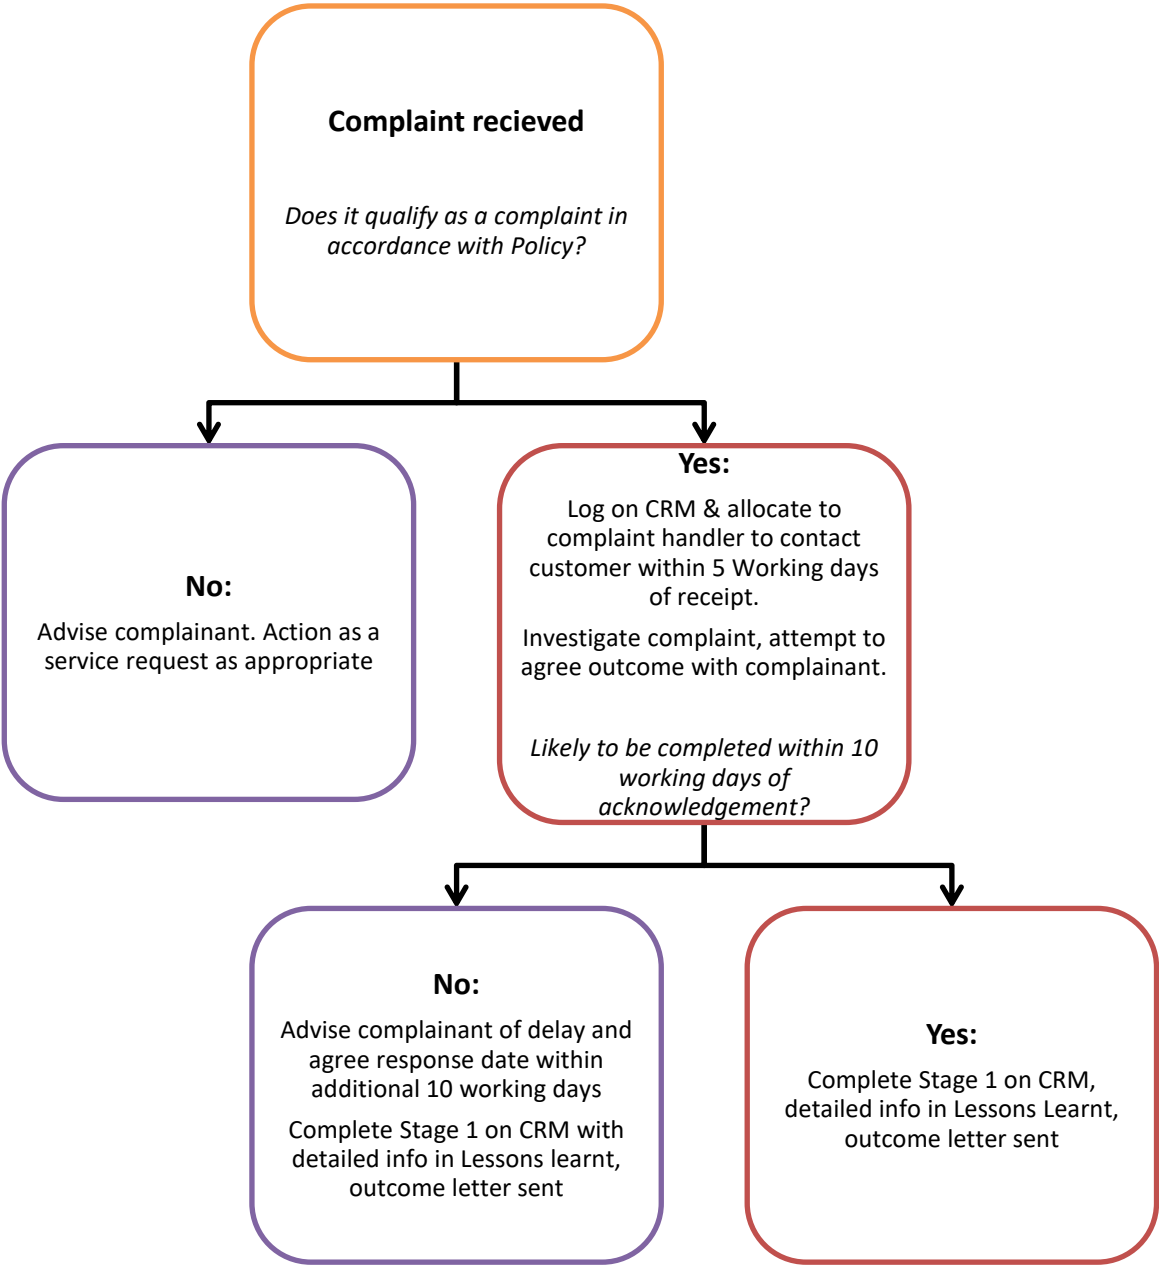 Complaint recieved
Does it qualify as a complaint in
accordance with Policy?
No:
Advise complainant. Action as a
service request as appropriate
Yes:
Log on CRM & allocate to
complaint handler to contact
customer within 5 Working days
of receipt.
Investigate complaint, attempt to
agree outcome with complainant.
Likely to be completed within 10
working days of
acknowledgement?
No:
Advise complainant of delay and
agree response date within
additional 10 working days
Complete Stage 1 on CRM with
detailed info in Lessons learnt,
outcome letter sent
Yes:
Complete Stage 1 on CRM,
detailed info in Lessons Learnt,
outcome letter sent